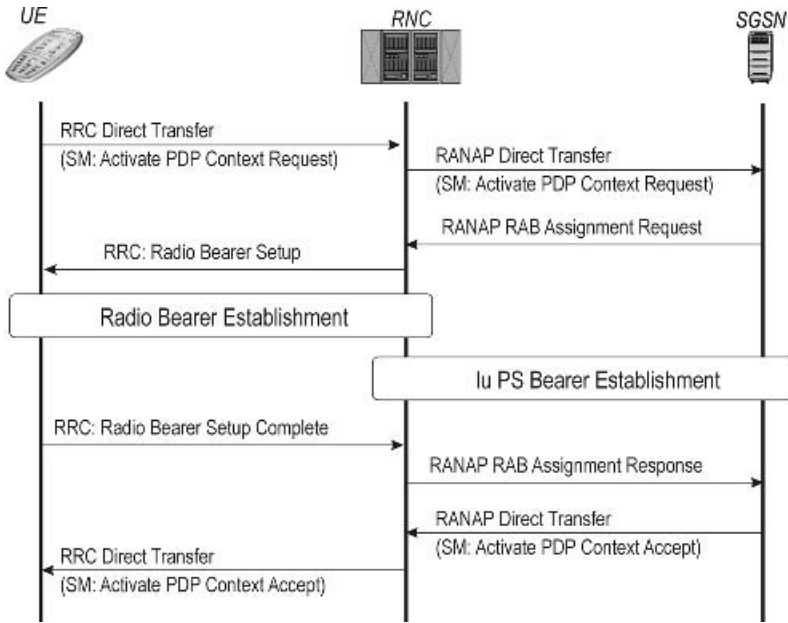 UE
RNC
SGSN
RRC Direct Transfer
(SM: Activate PDP Context Request)
RANAP Direct Transfer
(SM: Activate PDP Context Request)
RANAP RAB Assignment Request
RRC: Radio Bearer Setup
Radio Bearer Establishment
Iu PS Bearer Establishment
RRC: Radio Bearer Setup Complete
RANAP RAB Assignment Response
RANAP Direct Transfer
(SM: Activate PDP Context Accept)
RRC Direct Transfer
(SM: Activate PDP Context Accept)